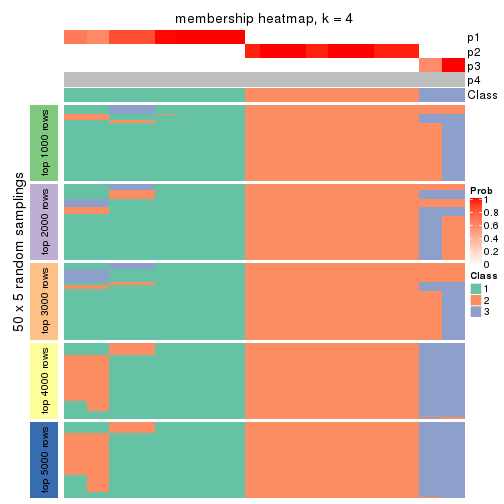 membership heatmap, k = 4
p1
p2
p3
p4
Class
50 x 5 random samplings
top 1000 rows
top 2000 rows
top 3000 rows
top 4000 rows
top 5000 rows
Prob
1
0.8
0.6
0.4
0.2
0
Class
1
2
3